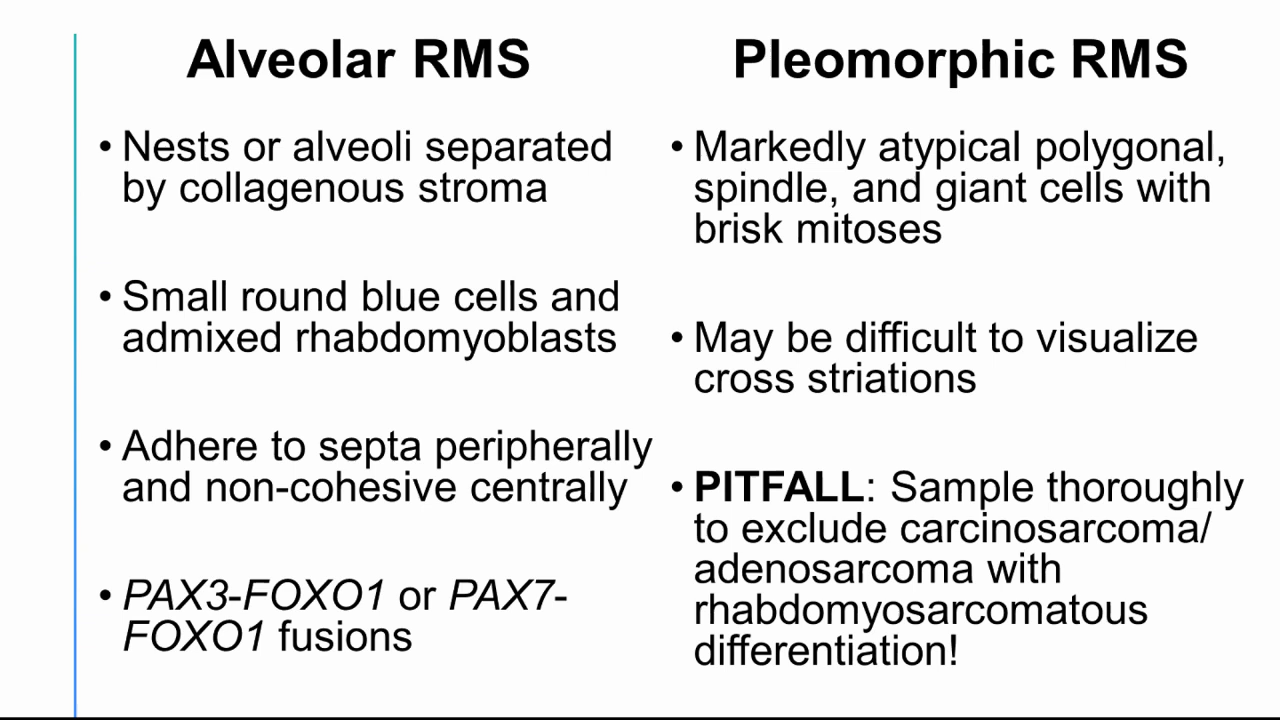 Alveolar RMS
• Nests or alveoli separated
by collagenous stroma
• Small round blue cells and
admixed rhabdomyoblasts
• Adhere to septa peripherally
and non-cohesive centrally
• PAX3-FOXO1 or PAX7-
FOXO1 fusions
Pleomorphic RMS
• Markedly atypical polygonal,
spindle, and giant cells with
brisk mitoses
• May be difficult to visualize
cross striations
• PITFALL: Sample thoroughly
to exclude carcinosarcoma/
adenosarcoma with
rhabdomyosarcomatous
differentiation!